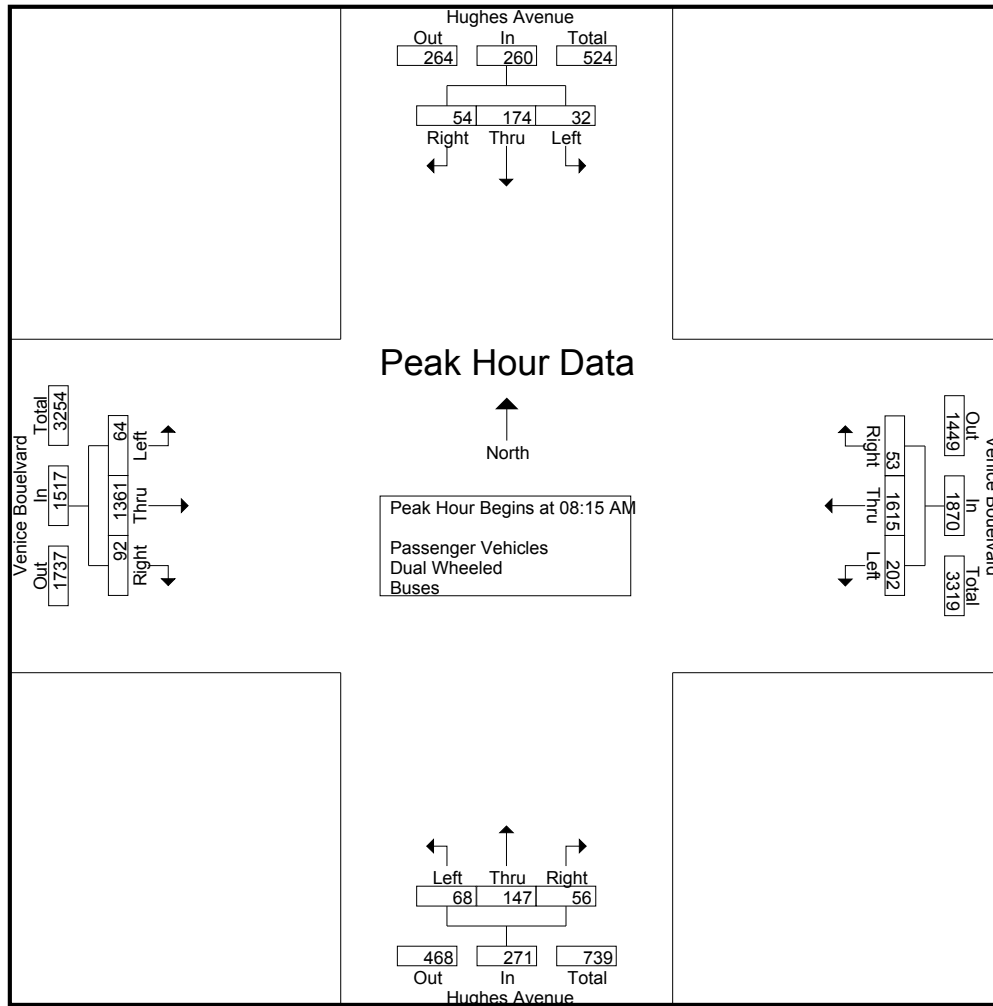 Hughes Avenue
Out In Total
264 260 524
54 174 32
Right Thru Left
Peak Hour Data
North
Peak Hour Begins at 08:15 AM
Passenger Vehicles
Dual Wheeled
Buses
Venice Bouelvard
Total In Out
3254 1517 1737
64 1361 92
Left Thru Right
Right Thru Left
53 1615 202
1449 1870 3319
Out In Total
Venice Bouelvard
Left Thru Right
68 147 56
468 271 739
Out In Total
Hughes Avenue